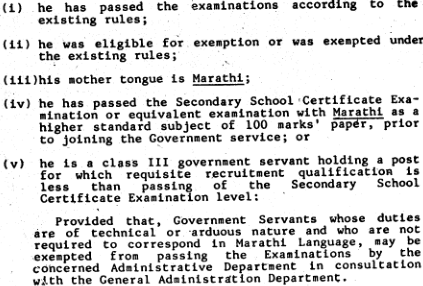 (i) he has passed the examinations according to the
existing rules;
(ii) he was eligible for exemption or was exempted under
the existing rules;
(iii)his mother tongue is Marathi;
(iv) he has passed the Secondary School Certificate Exa-
mination or equivalent examination with Marathi as a
higher standard subject of 100 marks' paper, prior
to joining the Government service; or
(v) he is a class III government servant holding a post
for which requisite recruitment qualification is
less than passing of the Secondary School
Certificate Examination level:
Provided that, Government Servants whose duties
are of technical or arduous nature and who are not
required to correspond in Marathi Language, may be
exempted from passing the Examinations by the
concerned Administrative Department in consultation
with the General Administration Department.